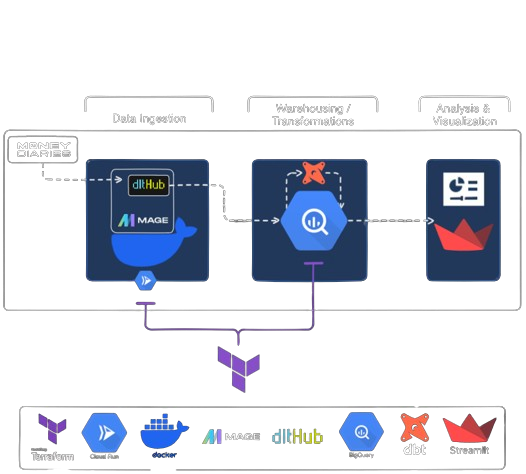 Data Ingestion
Warehousing /
Transformations
Analysis &
Visualization
MONEY
DIARIES
dltHub
MAGE
Terraform
Cloud Run
docker
MAGE
dltHub
BigQuery
dbt
Streamlit